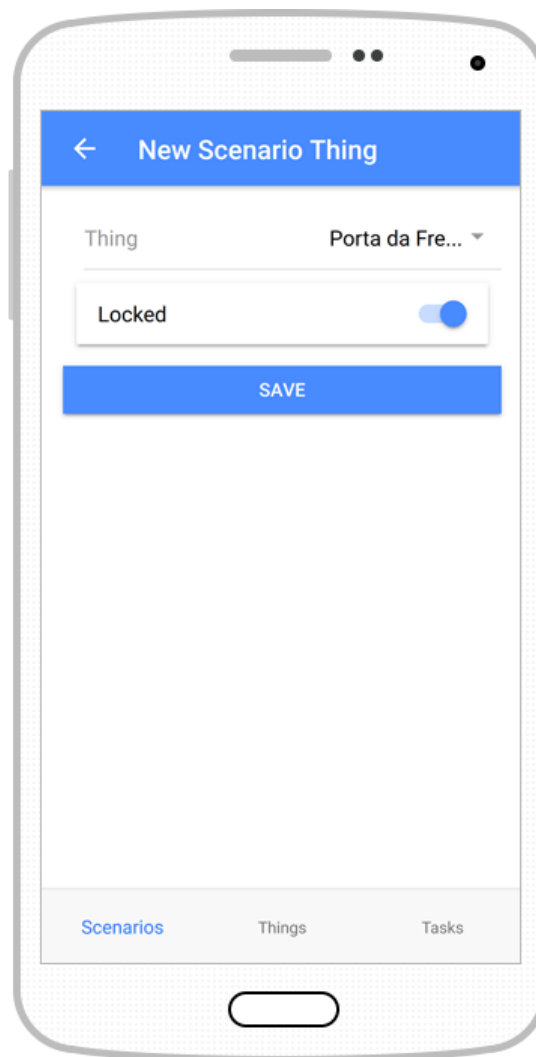 New Scenario Thing
Thing Porta da Fre...
Locked
SAVE
Scenarios Things Tasks